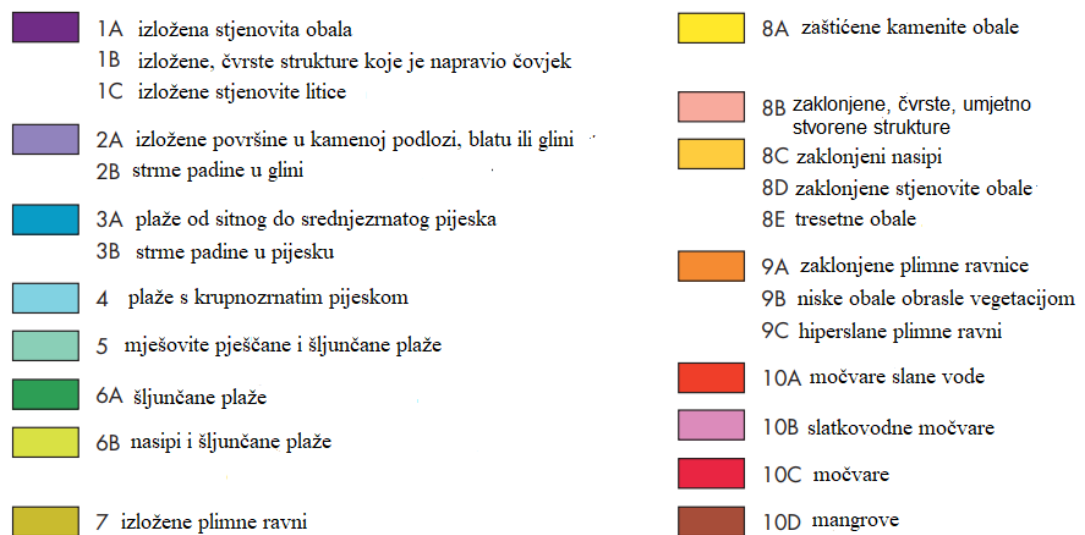 1A izložena stjenovita obala
1B izložene, čvrste strukture koje je napravio čovjek
1C izložene stjenovite litice
2A izložene površine u kamenoj podlozi, blatu ili glini
2B strme padine u glini
3A plaže od sitnog do srednjezrnatog pijeska
3B strme padine u pijesku
4 plaže s krupnozrnatim pijeskom
5 mješovite pješčane i šljunčane plaže
6A šljunčane plaže
6B nasipi i šljunčane plaže
7 izložene plimne ravni
8A zaštićene kamenite obale
8B zaklonjene, čvrste, umjetno
stvorene strukture
8C zaklonjeni nasipi
8D zaklonjene stjenovite obale
8E tresetne obale
9A zaklonjene plimne ravnice
9B niske obale obrasle vegetacijom
9C hiperslane plimne ravni
10A močvare slane vode
10B slatkovodne močvare
10C močvare
10D mangrove